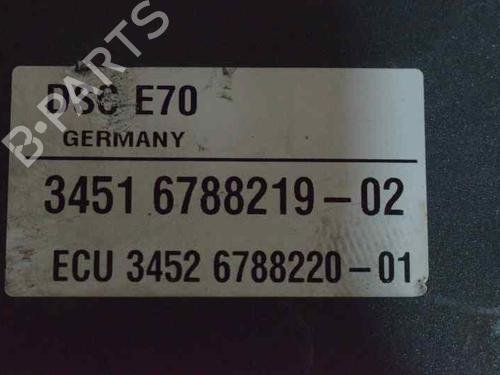 B-PARTS
DSC E70
GERMANY
3451 6788219-02
ECU 3452 6788220-01